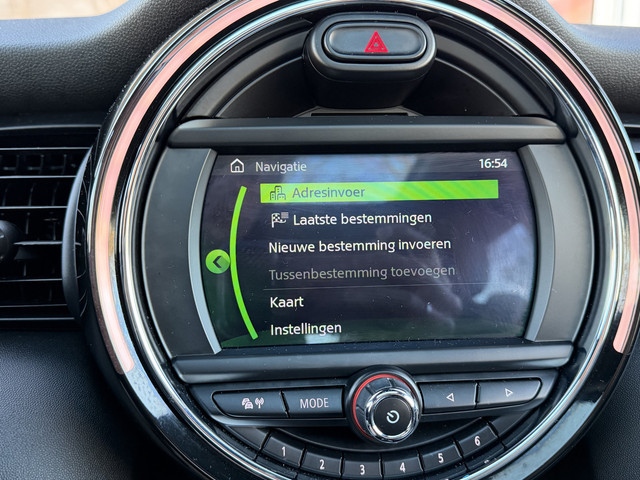 Navigatie 16:54
Adresinvoer
Laatste bestemmingen
Nieuwe bestemming invoeren
Tussenbestemming toevoegen
Kaart
Instellingen
MODE
1 2 3 4 5 6